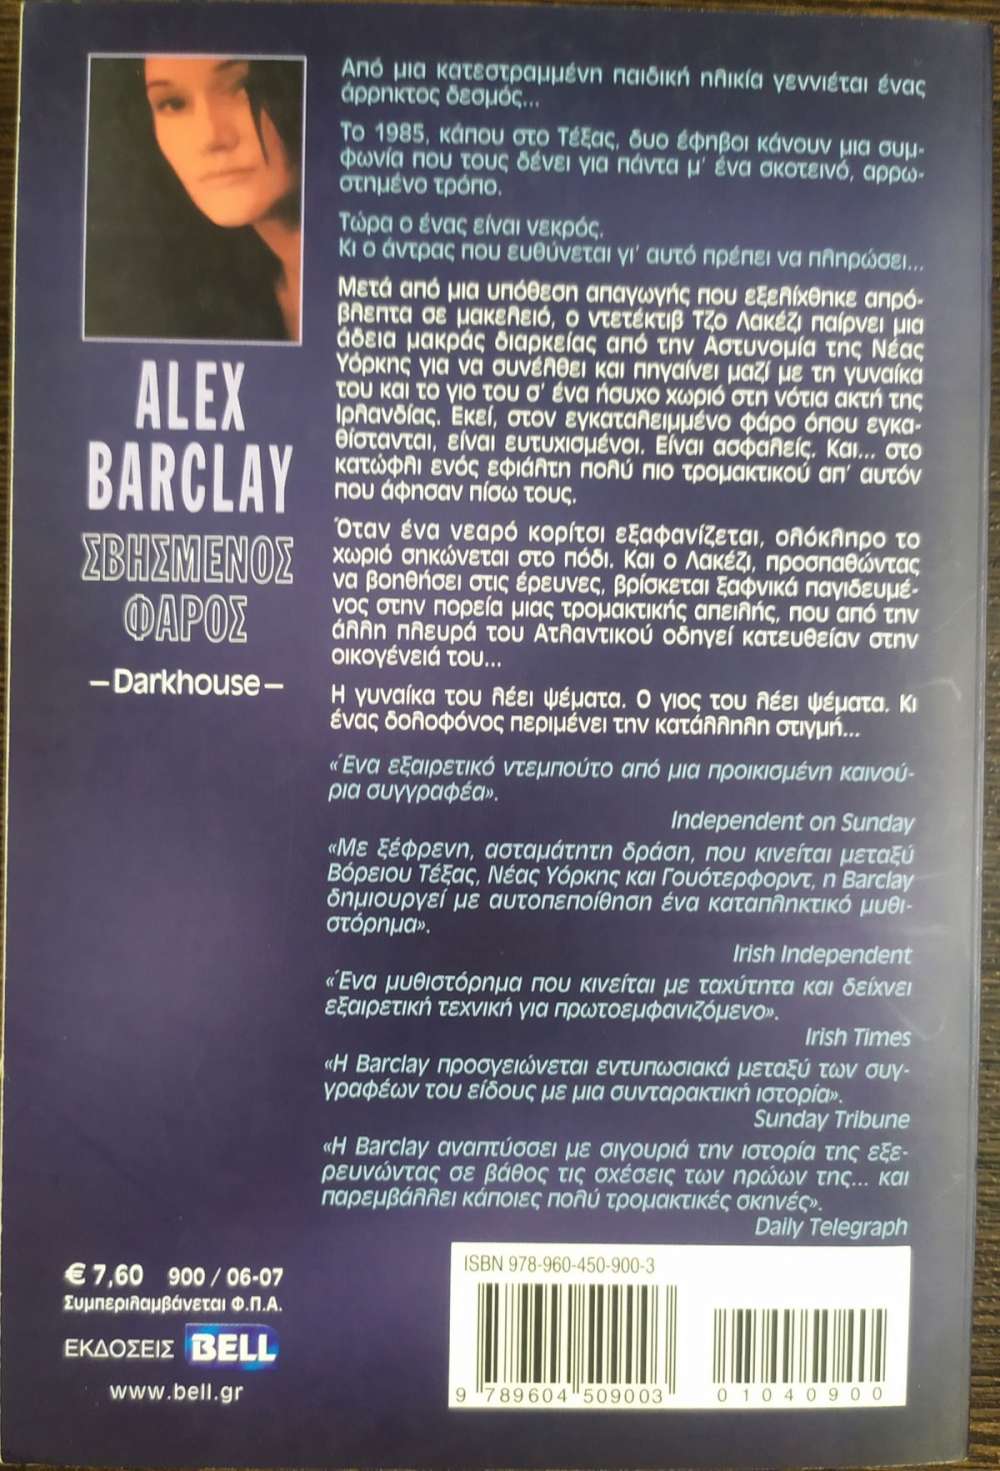 Από μια κατεστραμμένη παιδική ηλικία γεννιέται ένας
άρρηκτος δεσμός...
Το 1985, κάπου στο Τέξας, δυο έφηβοι κάνουν μια συμ-
φωνία που τους δένει για πάντα μ' ένα σκοτεινό, αρρω-
στημένο τρόπο.
Τώρα ο ένας είναι νεκρός.
Κι ο άντρας που ευθύνεται γι' αυτό πρέπει να πληρώσει...
Μετά από μια υπόθεση απαγωγής που εξελίχθηκε απρό-
βλεπτα σε μακελειό, ο ντετέκτιβ Τζο Λακέζι παίρνει μια
άδεια μακράς διαρκείας από την Αστυνομία της Νέας
Υόρκης για να συνέλθει και πηγαίνει μαζί με τη γυναίκα
του και το γιο του σ' ένα ήσυχο χωριό στη νότια ακτή της
Ιρλανδίας. Εκεί, στον εγκαταλειμμένο φάρο όπου εγκα-
θίστανται, είναι ευτυχισμένοι. Είναι ασφαλείς. Και... στο
κατώφλι ενός εφιάλτη πολύ πιο τρομακτικού απ' αυτόν
που άφησαν πίσω τους.
Όταν ένα νεαρό κορίτσι εξαφανίζεται, ολόκληρο το
χωριό σηκώνεται στο πόδι. Και ο Λακέζι, προσπαθώντας
να βοηθήσει στις έρευνες, βρίσκεται ξαφνικά παγιδευμέ-
νος στην πορεία μιας τρομακτικής απειλής, που από την
άλλη πλευρά του Ατλαντικού οδηγεί κατευθείαν στην
οικογένειά του...
Η γυναίκα του λέει ψέματα. Ο γιος του λέει ψέματα. Κι
ένας δολοφόνος περιμένει την κατάλληλη στιγμή...
«Ένα εξαιρετικό ντεμπούτο από μια προικισμένη καινού-
ρια συγγραφέα».
Independent on Sunday
«Με ξέφρενη, ασταμάτητη δράση, που κινείται μεταξύ
Βόρειου Τέξας, Νέας Υόρκης και Γουότερφορντ, η Barclay
δημιουργεί με αυτοπεποίθηση ένα καταπληκτικό μυθι-
στόρημα».
Irish Independent
«Ένα μυθιστόρημα που κινείται με ταχύτητα και δείχνει
εξαιρετική τεχνική για πρωτοεμφανιζόμενο».
Irish Times
«Η Barclay προσγειώνεται εντυπωσιακά μεταξύ των συγ-
γραφέων του είδους με μια συνταρακτική ιστορία».
Sunday Tribune
«Η Barclay αναπτύσσει με σιγουριά την ιστορία της εξε-
ρευνώντας σε βάθος τις σχέσεις των ηρώων της... και
παρεμβάλλει κάποιες πολύ τρομακτικές σκηνές».
Daily Telegraph
ALEX
BARCLAY
ΣΒΗΣΜΕΝΟΣ
ΦΑΡΟΣ
– Darkhouse –
€ 7,60 900 / 06-07
Συμπεριλαμβάνεται Φ.Π.Α.
ΕΚΔΟΣΕΙΣ BELL
www.bell.gr
ISBN 978-960-450-900-3
9 789604 509003
01040900